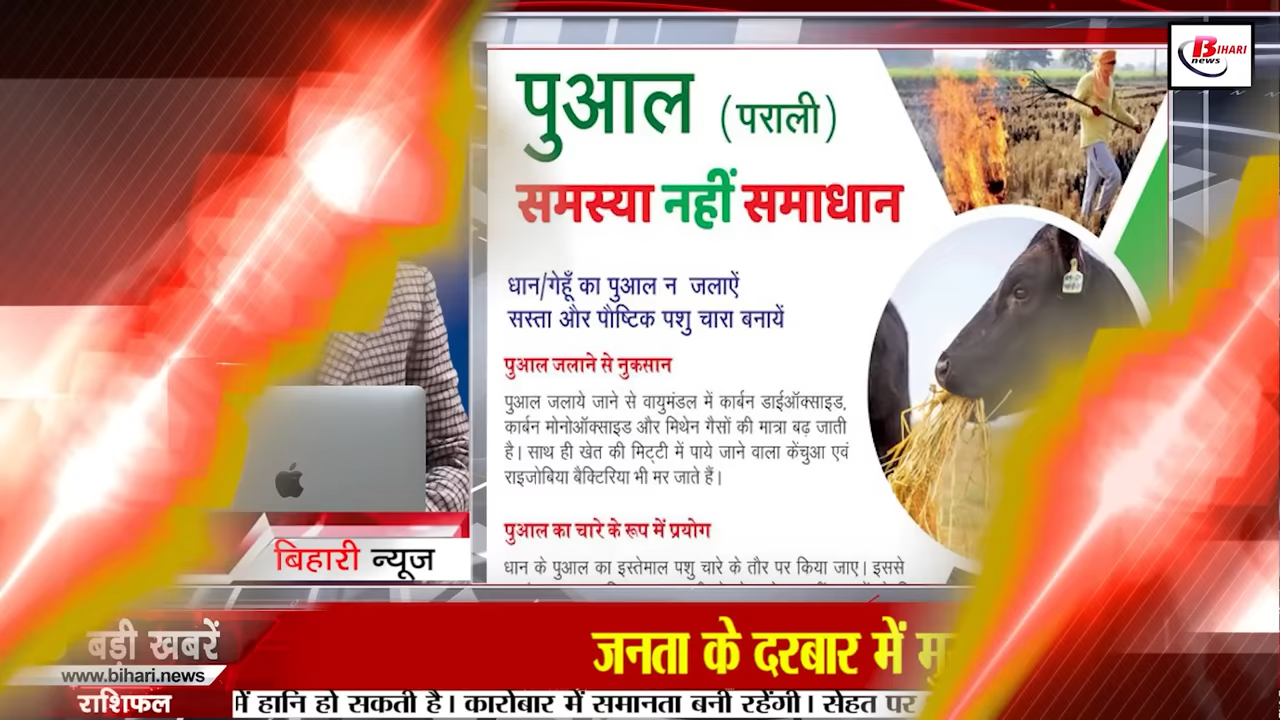 BIHARI
news
पुआल (पराली)
समस्या नहीं समाधान
धान/गेहूँ का पुआल न जलाऐं
सस्ता और पौष्टिक पशु चारा बनायें
पुआल जलाने से नुकसान
पुआल जलाये जाने से वायुमंडल में कार्बन डाईऑक्साइड,
कार्बन मोनोऑक्साइड और मिथेन गैसों की मात्रा बढ़ जाती
है। साथ ही खेत की मिट्टी में पाये जाने वाला केंचुआ एवं
राइजोबिया बैक्टिरिया भी मर जाते हैं।
पुआल का चारे के रूप में प्रयोग
धान के पुआल का इस्तेमाल पशु चारे के तौर पर किया जाए। इससे
बिहारी न्यूज
बड़ी खबरें
जनता के दरबार में
www.bihari.news
राशिफल
में हानि हो सकती है। कारोबार में समानता बनी रहेंगी। सेहत पर